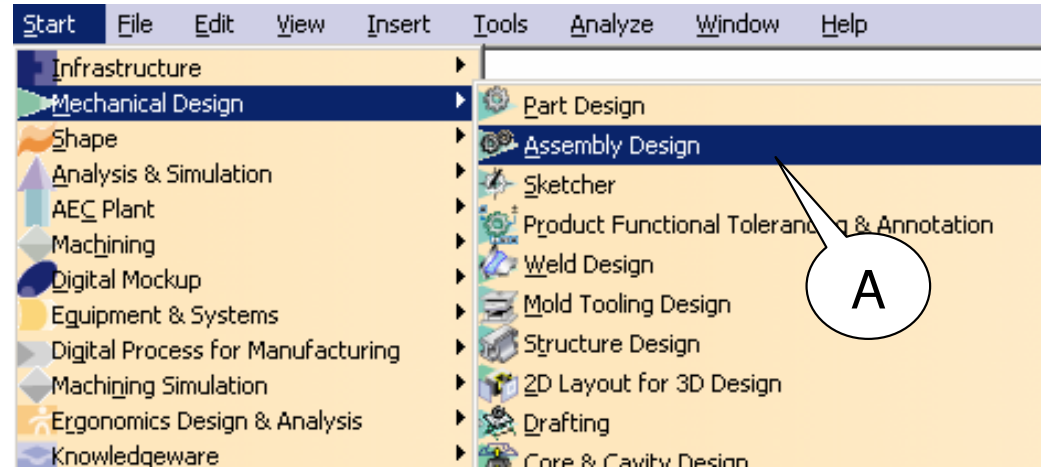 Start File Edit View Insert Tools Analyze Window Help
Infrastructure
Mechanical Design
Shape
Analysis & Simulation
AEC Plant
Machining
Digital Mockup
Equipment & Systems
Digital Process for Manufacturing
Machining Simulation
Ergonomics Design & Analysis
Knowledgeware
Part Design
Assembly Design
Sketcher
Product Functional Tolerancing & Annotation
Weld Design
Mold Tooling Design
Structure Design
2D Layout for 3D Design
Drafting
Core & Cavity Design
A